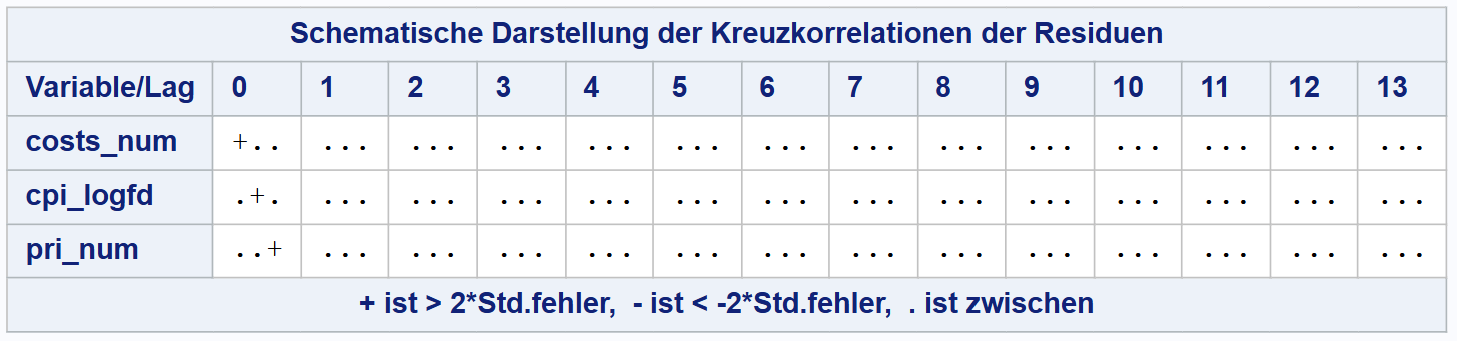 Schematische Darstellung der Kreuzkorrelationen der Residuen
Variable/Lag 0 1 2 3 4 5 6 7 8 9 10 11 12 13
costs_num +.. ... ... ... ... ... ... ... ... ... ... ... ... ...
cpi_logfd .+. ... ... ... ... ... ... ... ... ... ... ... ... ...
pri_num ..+ ... ... ... ... ... ... ... ... ... ... ... ... ...
+ ist > 2*Std.fehler, - ist < -2*Std.fehler, . ist zwischen